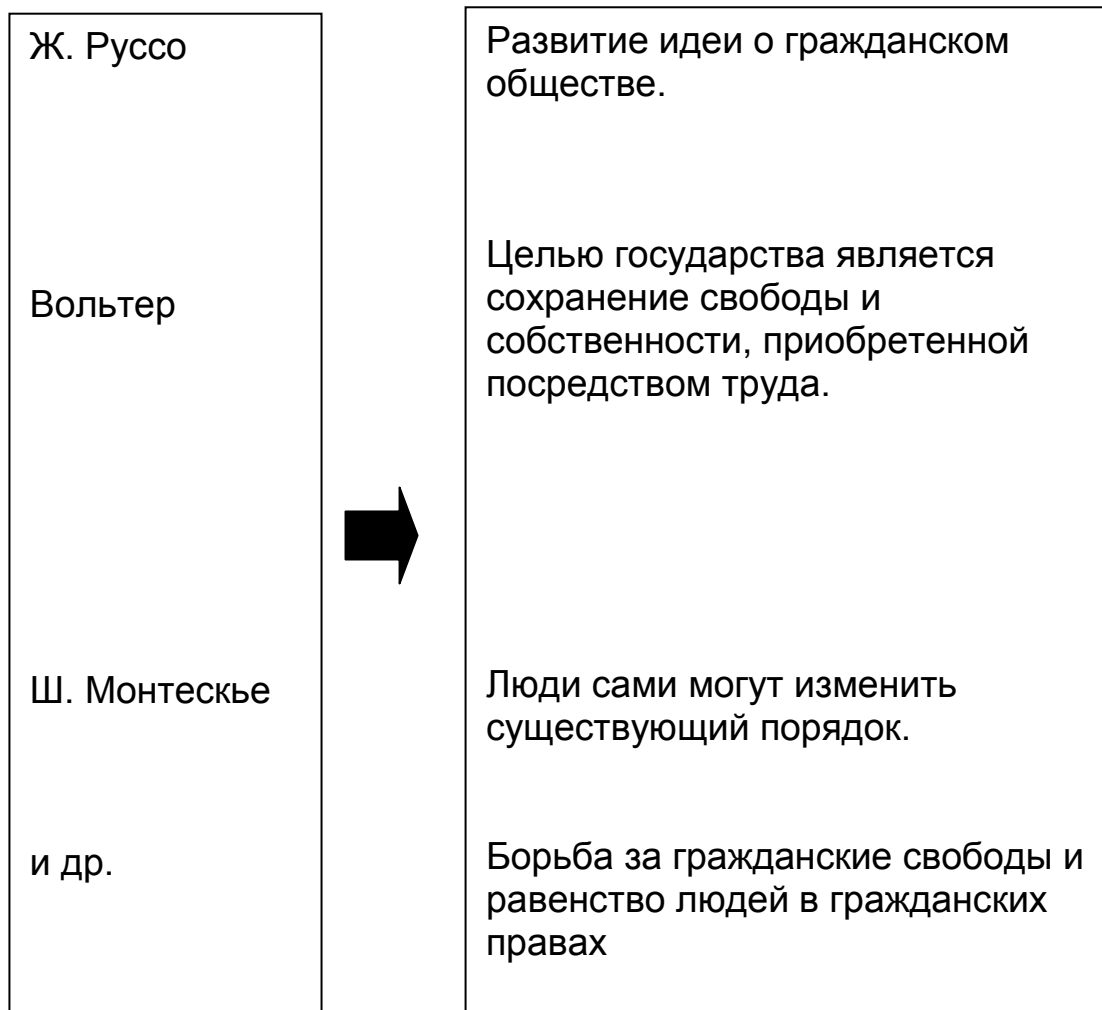 Ж. Руссо
Вольтер
Ш. Монтескье
и др.
Развитие идеи о гражданском
обществе.
Целью государства является
сохранение свободы и
собственности, приобретенной
посредством труда.
Люди сами могут изменить
существующий порядок.
Борьба за гражданские свободы и
равенство людей в гражданских
правах